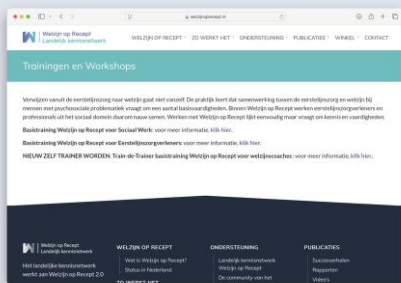 welzijnoprecept.nl
Welzijn op Recept
Landelijk kennisnetwerk
WELZIJN OP RECEPT
ZO WERKT HET
ONDERSTEUNING
PUBLICATIES
WINKEL
CONTACT
Trainingen en Workshops
Verwijzen vanuit de eerstelijnszorg naar welzijn gaat niet vanzelf. De praktijk leert dat samenwerking tussen de eerstelijnszorg en welzijn bij
mensen met psychosociale problematiek vraagt om een aantal basisvaardigheden. Binnen Welzijn op Recept werken eerstelijnszorgverleners en
professionals uit het sociaal domein daarom nauw samen. Werken met Welzijn op Recept lijkt eenvoudig maar vraagt om kennis en vaardigheden.
Basistraining Welzijn op Recept voor Sociaal Werk: voor meer informatie, klik hier.
Basistraining Welzijn op Recept voor Eerstelijnszorgverleners: voor meer informatie, klik hier.
NIEUW ZELF TRAINER WORDEN: Train-de-Trainer basistraining Welzijn op Recept voor welzijnscoaches: voor meer informatie, klik hier.
Welzijn op Recept
Landelijk kennisnetwerk
Het landelijke kennisnetwerk
werkt aan Welzijn op Recept 2.0
WELZIJN OP RECEPT
Wat is Welzijn op Recept?
Status in Nederland
ZO WERKT HET
ONDERSTEUNING
Landelijk kennisnetwerk
Welzijn op Recept
De community van het
PUBLICATIES
Succesverhalen
Rapporten
Video's